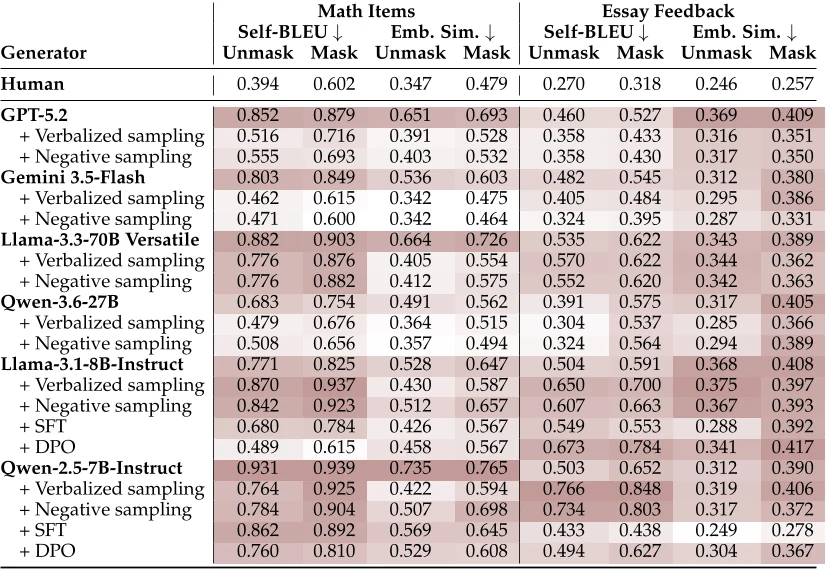 Math Items Essay Feedback
Self-BLEU ↓ Emb. Sim. ↓ Self-BLEU ↓ Emb. Sim. ↓
Generator Unmask Mask Unmask Mask Unmask Mask Unmask Mask
Human 0.394 0.602 0.347 0.479 0.270 0.318 0.246 0.257
GPT-5.2 0.852 0.879 0.651 0.693 0.460 0.527 0.369 0.409
+ Verbalized sampling 0.516 0.716 0.391 0.528 0.358 0.433 0.316 0.351
+ Negative sampling 0.555 0.693 0.403 0.532 0.358 0.430 0.317 0.350
Gemini 3.5-Flash 0.803 0.849 0.536 0.603 0.482 0.545 0.312 0.380
+ Verbalized sampling 0.462 0.615 0.342 0.475 0.405 0.484 0.295 0.386
+ Negative sampling 0.471 0.600 0.342 0.464 0.324 0.395 0.287 0.331
Llama-3.3-70B Versatile 0.882 0.903 0.664 0.726 0.535 0.622 0.343 0.389
+ Verbalized sampling 0.776 0.876 0.405 0.554 0.570 0.622 0.344 0.362
+ Negative sampling 0.776 0.882 0.412 0.575 0.552 0.620 0.342 0.363
Qwen-3.6-27B 0.683 0.754 0.491 0.562 0.391 0.575 0.317 0.405
+ Verbalized sampling 0.479 0.676 0.364 0.515 0.304 0.537 0.285 0.366
+ Negative sampling 0.508 0.656 0.357 0.494 0.324 0.564 0.294 0.389
Llama-3.1-8B-Instruct 0.771 0.825 0.528 0.647 0.504 0.591 0.368 0.408
+ Verbalized sampling 0.870 0.937 0.430 0.587 0.650 0.700 0.375 0.397
+ Negative sampling 0.842 0.923 0.512 0.657 0.607 0.663 0.367 0.393
+ SFT 0.680 0.784 0.426 0.567 0.549 0.553 0.288 0.392
+ DPO 0.489 0.615 0.458 0.567 0.673 0.784 0.341 0.417
Qwen-2.5-7B-Instruct 0.931 0.939 0.735 0.765 0.503 0.652 0.312 0.390
+ Verbalized sampling 0.764 0.925 0.422 0.594 0.766 0.848 0.319 0.406
+ Negative sampling 0.784 0.904 0.507 0.698 0.734 0.803 0.317 0.372
+ SFT 0.862 0.892 0.569 0.645 0.433 0.438 0.249 0.278
+ DPO 0.760 0.810 0.529 0.608 0.494 0.627 0.304 0.367